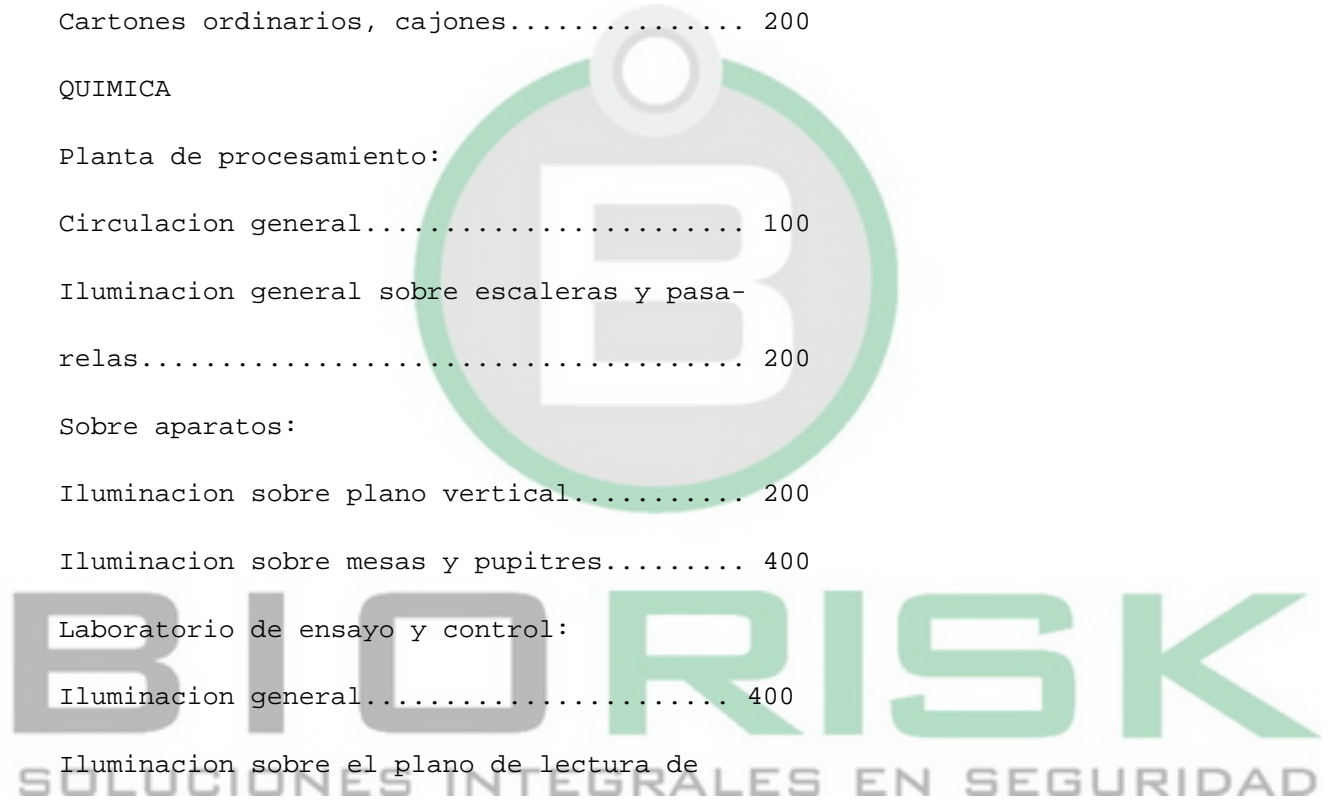 Cartones ordinarios, cajones............... 200
QUIMICA
Planta de procesamiento:
Circulacion general........................ 100
Iluminacion general sobre escaleras y pasa-
relas...................................... 200
Sobre aparatos:
Iluminacion sobre plano vertical........... 200
Iluminacion sobre mesas y pupitres......... 400
Laboratorio de ensayo y control:
Iluminacion general....................... 400
Iluminacion sobre el plano de lectura de
B
BIORISK
SOLUCIONES INTEGRALES EN SEGURIDAD